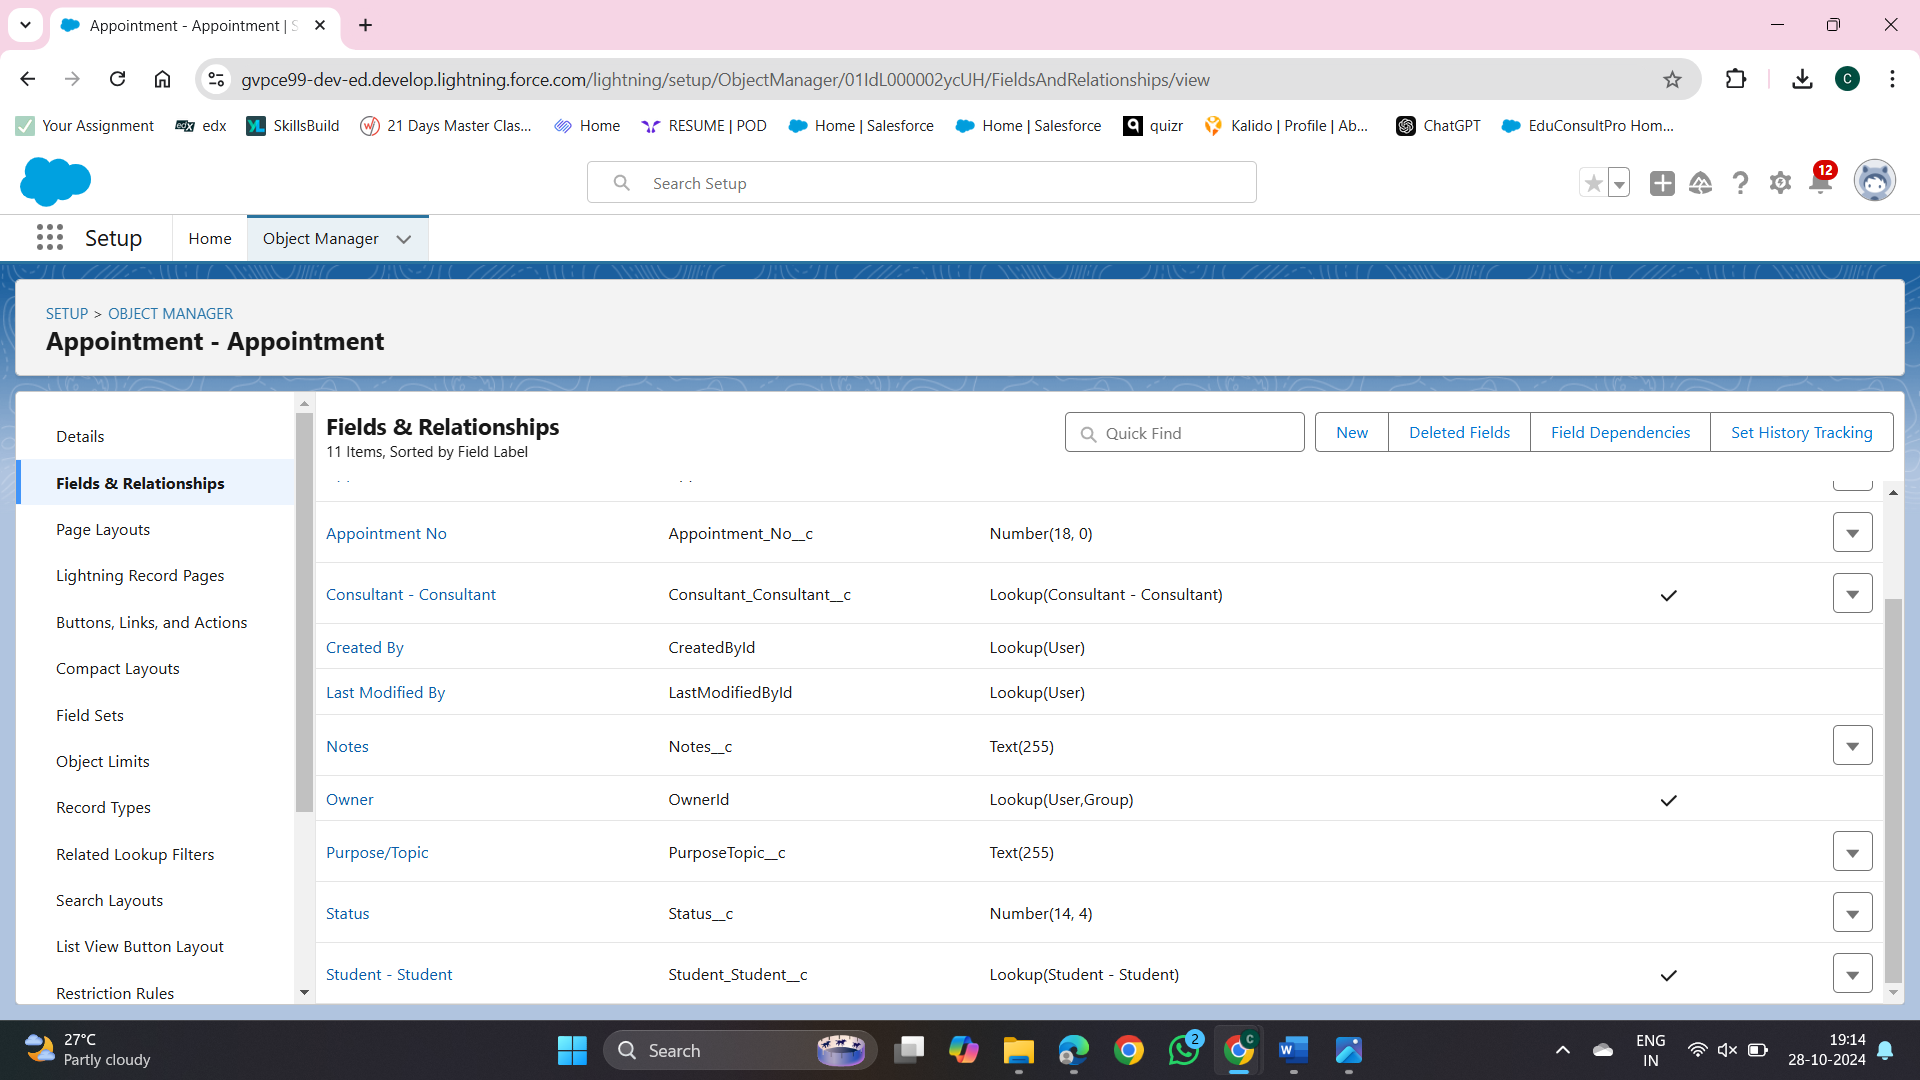 Appointment - Appointment | S
gvpce99-dev-ed.develop.lightning.force.com/lightning/setup/ObjectManager/01IdL000002ycUH/FieldsAndRelationships/view
C
Your Assignment
edX edx
YL SkillsBuild
21 Days Master Clas...
Home
RESUME | POD
Home | Salesforce
Home | Salesforce
q quizr
Kalido | Profile | Ab...
ChatGPT
EduConsultPro Hom...
Search Setup
12
Setup
Home
Object Manager
SETUP > OBJECT MANAGER
Appointment - Appointment
Details
Fields & Relationships
Page Layouts
Lightning Record Pages
Buttons, Links, and Actions
Compact Layouts
Field Sets
Object Limits
Record Types
Related Lookup Filters
Search Layouts
List View Button Layout
Restriction Rules
Fields & Relationships
11 Items, Sorted by Field Label
Quick Find
New
Deleted Fields
Field Dependencies
Set History Tracking
Appointment No Appointment_No__c Number(18, 0)
Consultant - Consultant Consultant_Consultant__c Lookup(Consultant - Consultant)
Created By CreatedById Lookup(User)
Last Modified By LastModifiedById Lookup(User)
Notes Notes__c Text(255)
Owner OwnerId Lookup(User,Group)
Purpose/Topic PurposeTopic__c Text(255)
Status Status__c Number(14, 4)
Student - Student Student_Student__c Lookup(Student - Student)
27°C
Partly cloudy
Search
2
C
W
ENG
IN
19:14
28-10-2024